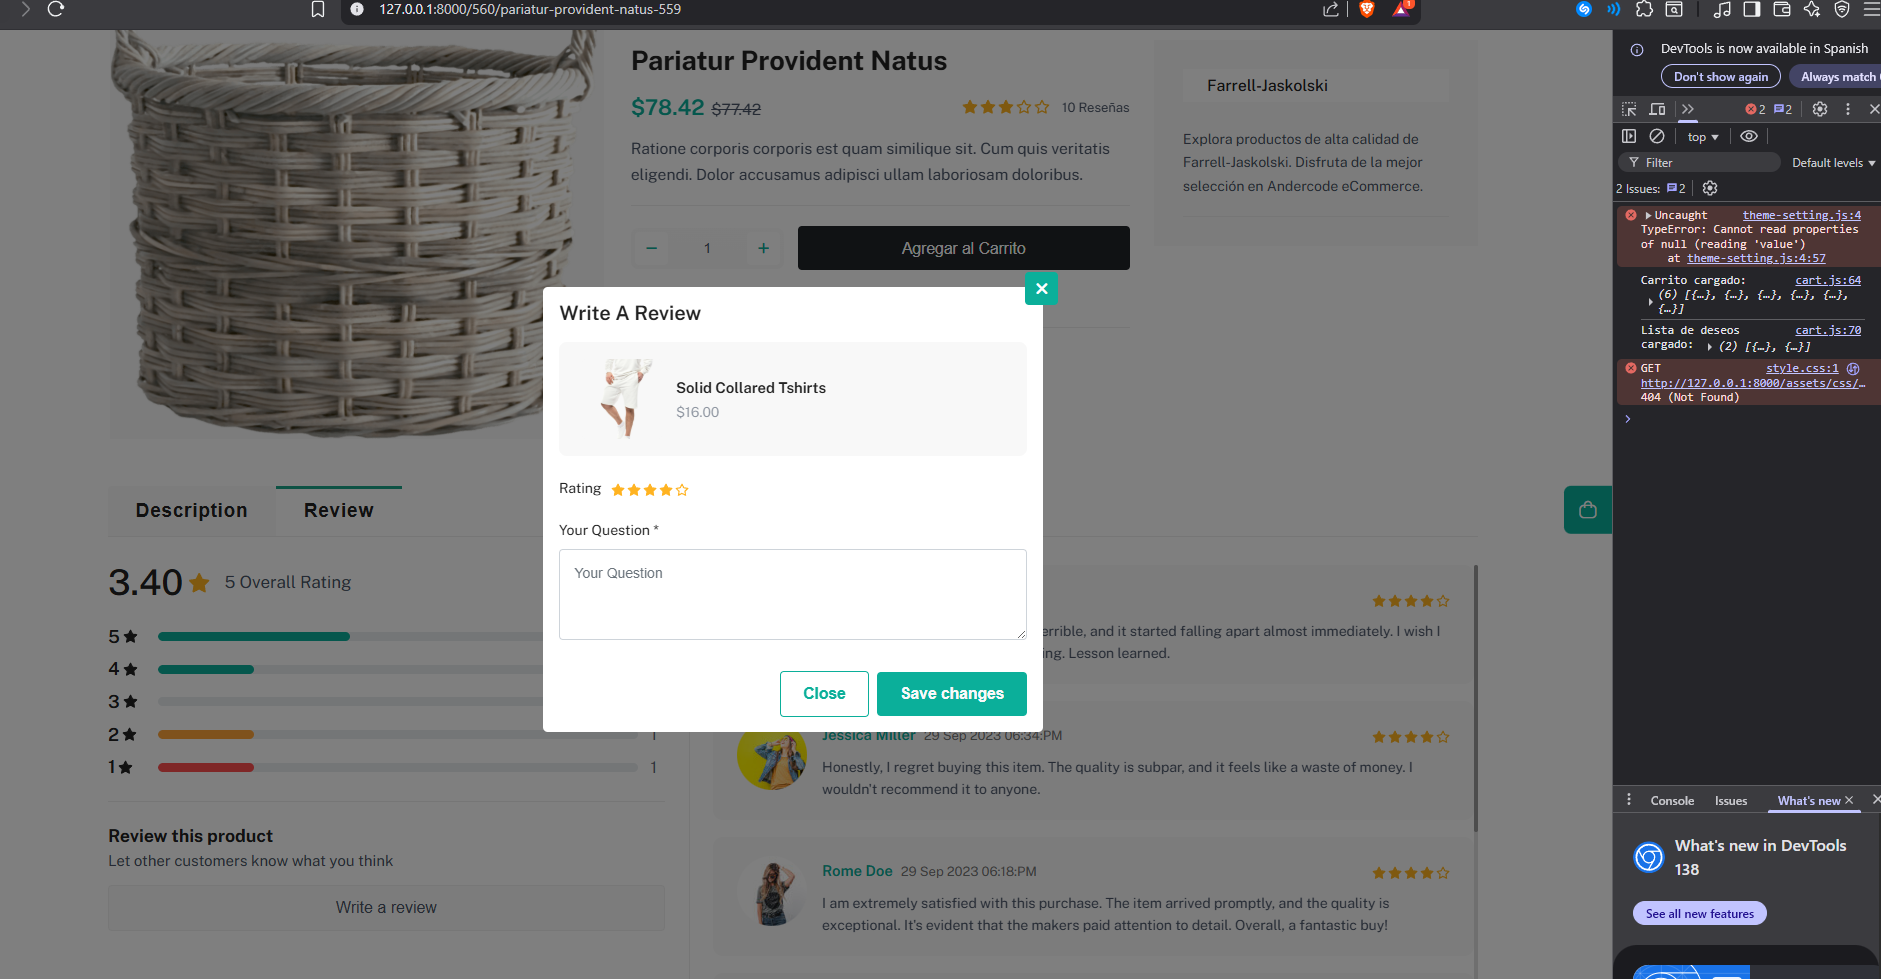 127.0.0.1:8000/560/pariatur-provident-natus-559
1
Pariatur Provident Natus
$78.42 $77.42
10 Reseñas
Ratione corporis corporis est quam similique sit. Cum quis veritatis
eligendi. Dolor accusamus adipisci ullam laboriosam doloribus.
− 1 +
Agregar al Carrito
Farrell-Jaskolski
Explora productos de alta calidad de
Farrell-Jaskolski. Disfruta de la mejor
selección en Andercode eCommerce.
Write A Review
Solid Collared Tshirts
$16.00
Rating
Your Question *
Your Question
Close
Save changes
Description
Review
3.40
5 Overall Rating
5
4
3
2
1
1
1
Review this product
Let other customers know what you think
Write a review
errible, and it started falling apart almost immediately. I wish I
ing. Lesson learned.
Jessica Miller 29 Sep 2023 06:34:PM
Honestly, I regret buying this item. The quality is subpar, and it feels like a waste of money. I
wouldn't recommend it to anyone.
Rome Doe 29 Sep 2023 06:18:PM
I am extremely satisfied with this purchase. The item arrived promptly, and the quality is
exceptional. It's evident that the makers paid attention to detail. Overall, a fantastic buy!
DevTools is now available in Spanish
Don't show again
Always match
2 2
top
Filter
Default levels
2 Issues: 2
Uncaught theme-setting.js:4
TypeError: Cannot read properties
of null (reading 'value')
at theme-setting.js:4:57
Carrito cargado: cart.js:64
(6) [{…}, {…}, {…}, {…}, {…},
{…}]
Lista de deseos cart.js:70
cargado: (2) [{…}, {…}]
GET style.css:1
http://127.0.0.1:8000/assets/css/…
404 (Not Found)
Console
Issues
What's new
What's new in DevTools
138
See all new features